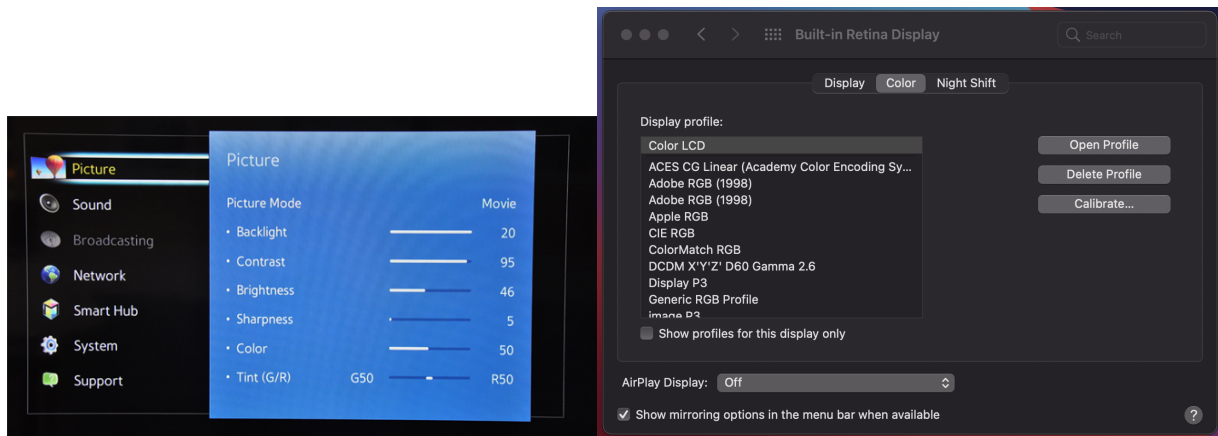 Picture
Sound
Broadcasting
Network
Smart Hub
System
Support
Picture
Picture Mode Movie
· Backlight 20
· Contrast 95
· Brightness 46
· Sharpness 5
· Color 50
· Tint (G/R) G50 R50
Built-in Retina Display
Search
Display Color Night Shift
Display profile:
Color LCD
ACES CG Linear (Academy Color Encoding Sy...
Adobe RGB (1998)
Adobe RGB (1998)
Apple RGB
CIE RGB
ColorMatch RGB
DCDM X'Y'Z' D60 Gamma 2.6
Display P3
Generic RGB Profile
image P3
Open Profile
Delete Profile
Calibrate...
Show profiles for this display only
AirPlay Display: Off
Show mirroring options in the menu bar when available
?